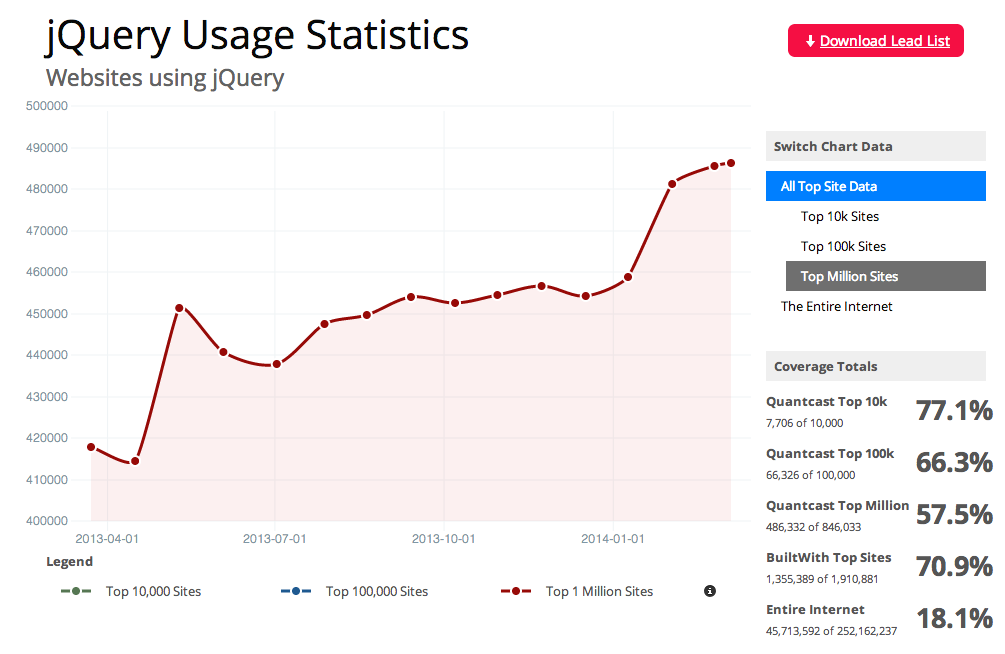 jQuery Usage Statistics
Download Lead List
Websites using jQuery
500000
490000
480000
470000
460000
450000
440000
430000
420000
410000
400000
2013-04-01
2013-07-01
2013-10-01
2014-01-01
Legend
Top 10,000 Sites
Top 100,000 Sites
Top 1 Million Sites
Switch Chart Data
All Top Site Data
Top 10k Sites
Top 100k Sites
Top Million Sites
The Entire Internet
Coverage Totals
Quantcast Top 10k
77.1%
7,706 of 10,000
Quantcast Top 100k
66.3%
66,326 of 100,000
Quantcast Top Million
57.5%
486,332 of 846,033
BuiltWith Top Sites
70.9%
1,355,389 of 1,910,881
Entire Internet
18.1%
45,713,592 of 252,162,237